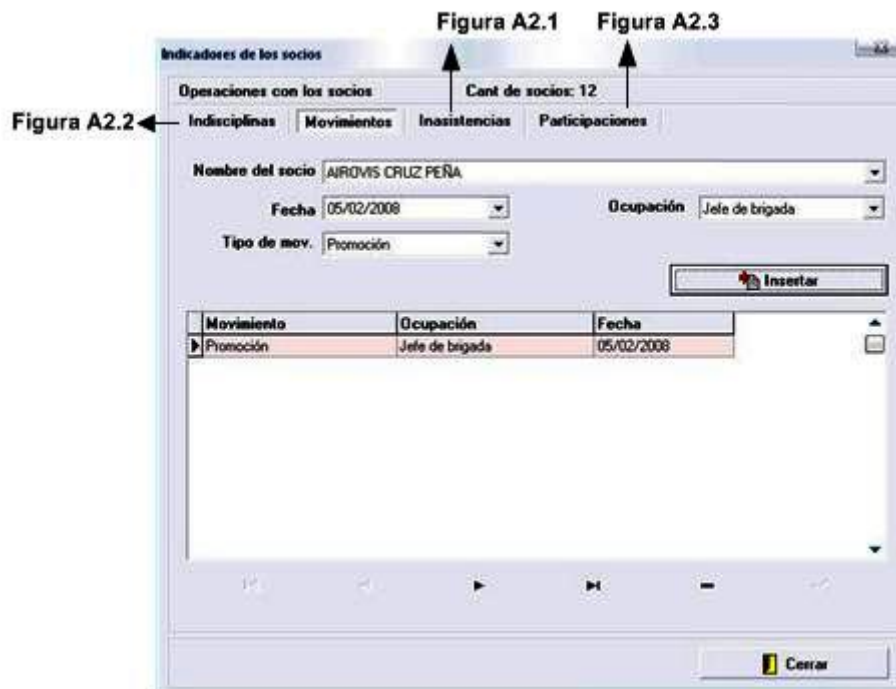 Figura A2.1 Figura A2.3
Indicadores de los socios
Operaciones con los socios Cant de socios: 12
Figura A2.2 Indisciplinas Movimientos Inasistencias Participaciones
Nombre del socio AIROVIS CRUZ PEÑA
Fecha 05/02/2008 Ocupación Jefe de brigada
Tipo de mov. Promoción
Insertar
Movimiento Ocupación Fecha
Promoción Jefe de brigada 05/02/2008
Cerrar